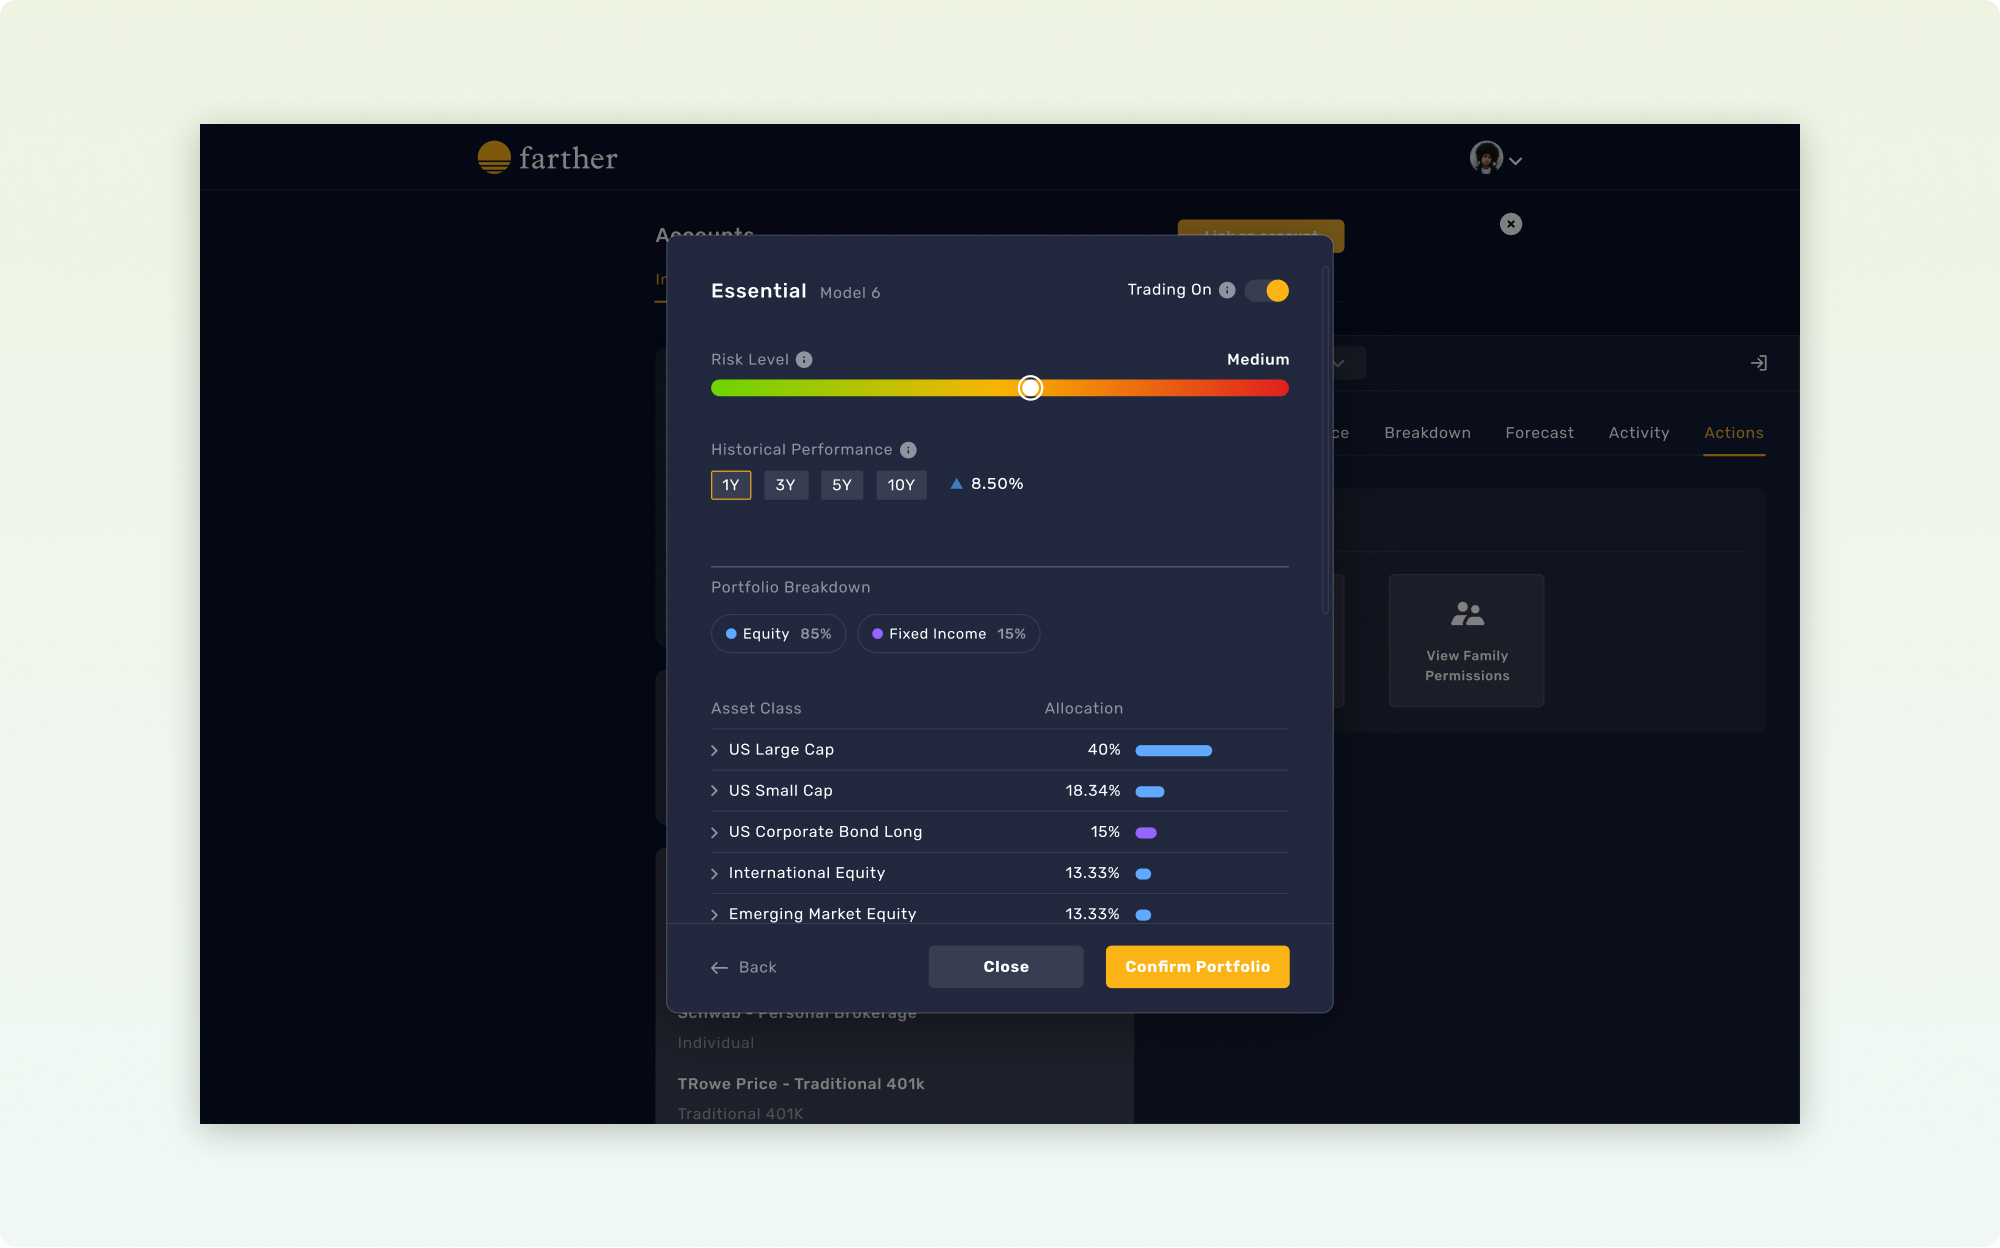 farther
Accounts
Link an account
Essential Model 6
Trading On
Risk Level
Medium
Historical Performance
1Y 3Y 5Y 10Y 8.50%
Breakdown Forecast Activity Actions
Portfolio Breakdown
Equity 85% Fixed Income 15%
View Family
Permissions
Asset Class Allocation
US Large Cap 40%
US Small Cap 18.34%
US Corporate Bond Long 15%
International Equity 13.33%
Emerging Market Equity 13.33%
Back Close Confirm Portfolio
Schwab - Personal Brokerage
Individual
TRowe Price - Traditional 401k
Traditional 401K